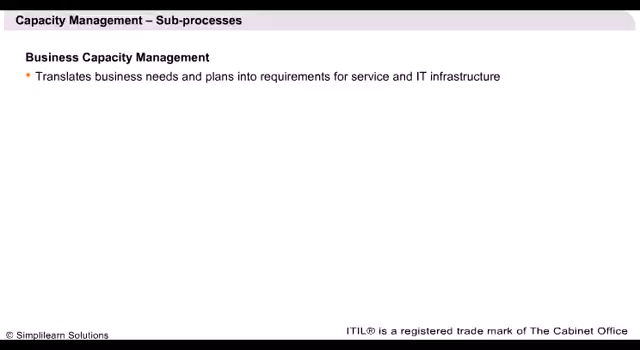 Capacity Management – Sub-processes
Business Capacity Management
* Translates business needs and plans into requirements for service and IT infrastructure
© Simplilearn Solutions
ITIL® is a registered trade mark of The Cabinet Office